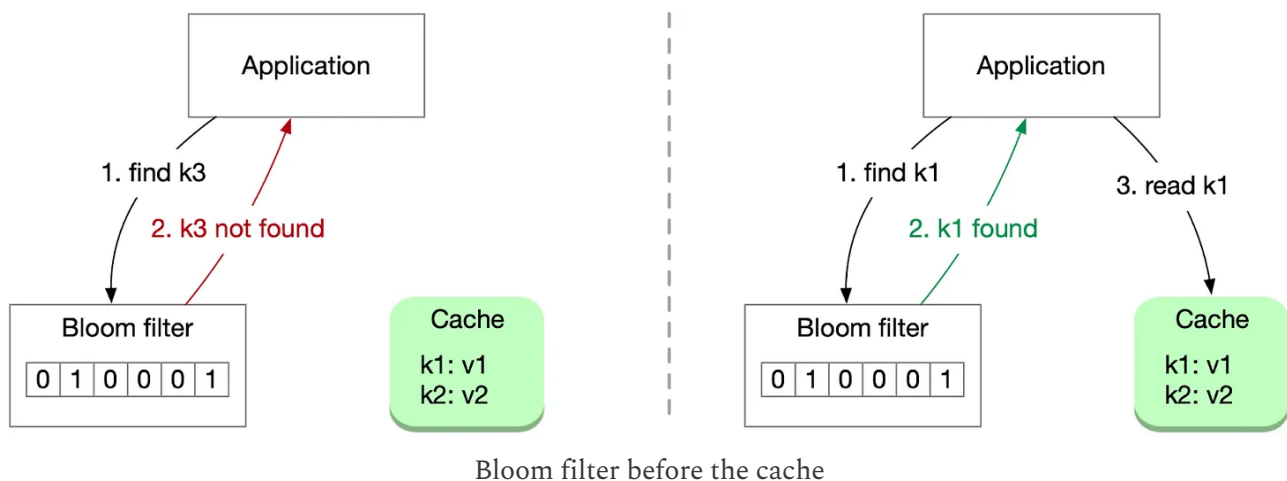 Application
1. find k3
2. k3 not found
Bloom filter
0 1 0 0 0 1
Cache
k1: v1
k2: v2
Application
1. find k1
3. read k1
2. k1 found
Bloom filter
0 1 0 0 0 1
Cache
k1: v1
k2: v2
Bloom filter before the cache